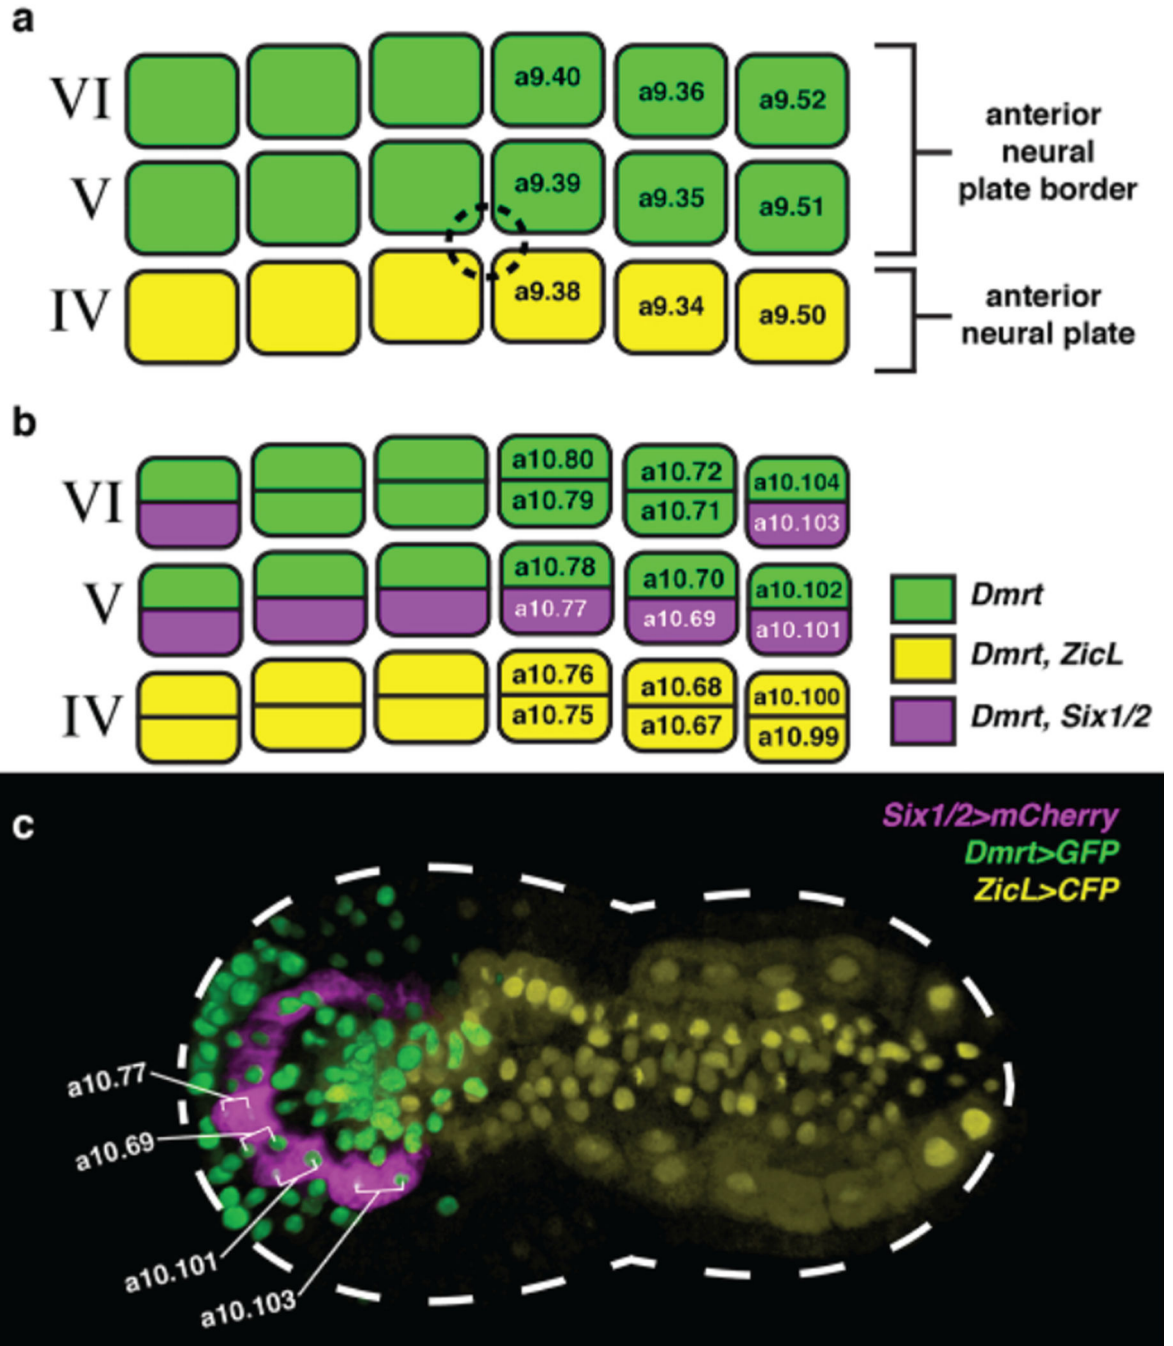 a
VI
a9.40
a9.36
a9.52
V
a9.39
a9.35
a9.51
IV
a9.38
a9.34
a9.50
anterior
neural
plate border
anterior
neural plate
b
VI
a10.80
a10.72
a10.104
a10.79
a10.71
a10.103
V
a10.78
a10.70
a10.102
a10.77
a10.69
a10.101
IV
a10.76
a10.68
a10.100
a10.75
a10.67
a10.99
Dmrt
Dmrt, ZicL
Dmrt, Six1/2
c
Six1/2>mCherry
Dmrt>GFP
ZicL>CFP
a10.77
a10.69
a10.101
a10.103